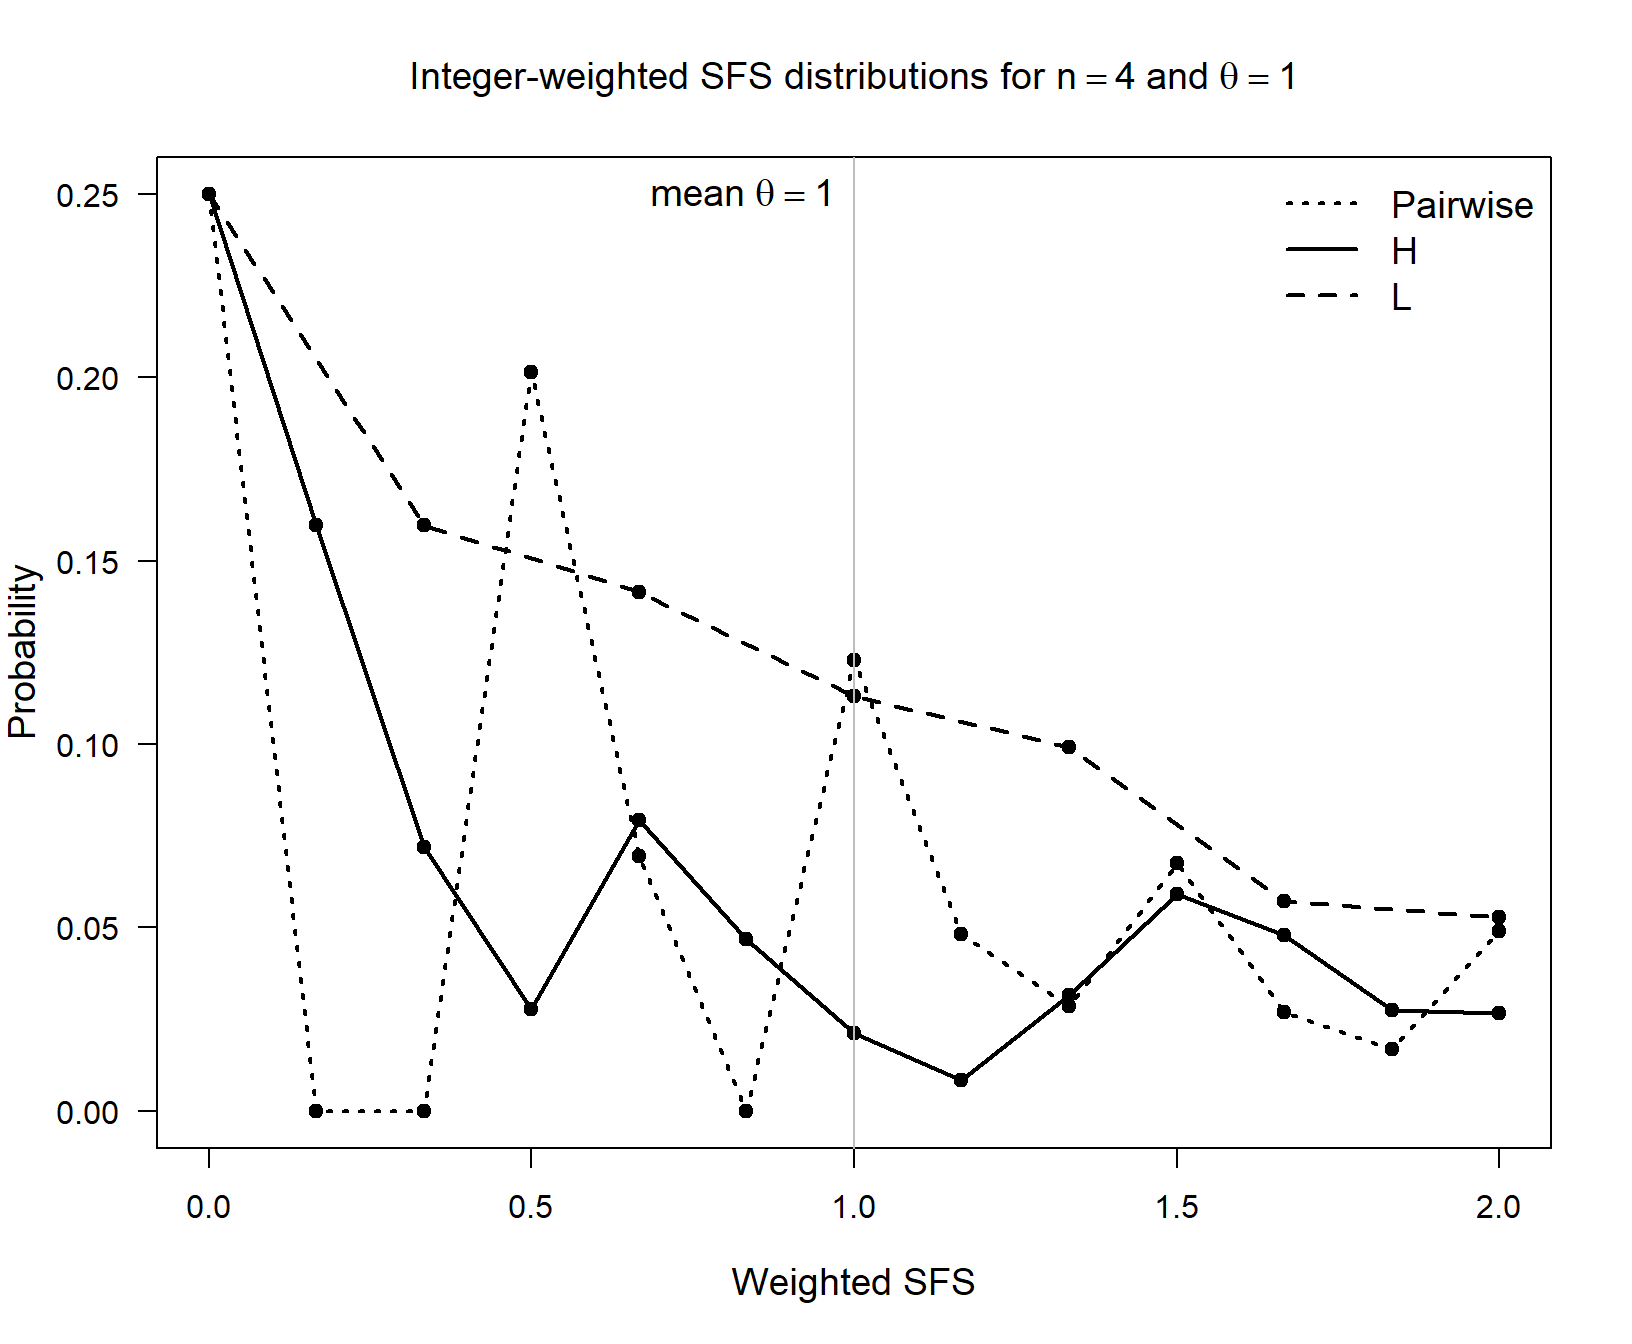 Integer-weighted SFS distributions for n = 4 and θ = 1
mean θ = 1
Pairwise
H
L
Probability
0.25
0.20
0.15
0.10
0.05
0.00
0.0 0.5 1.0 1.5 2.0
Weighted SFS